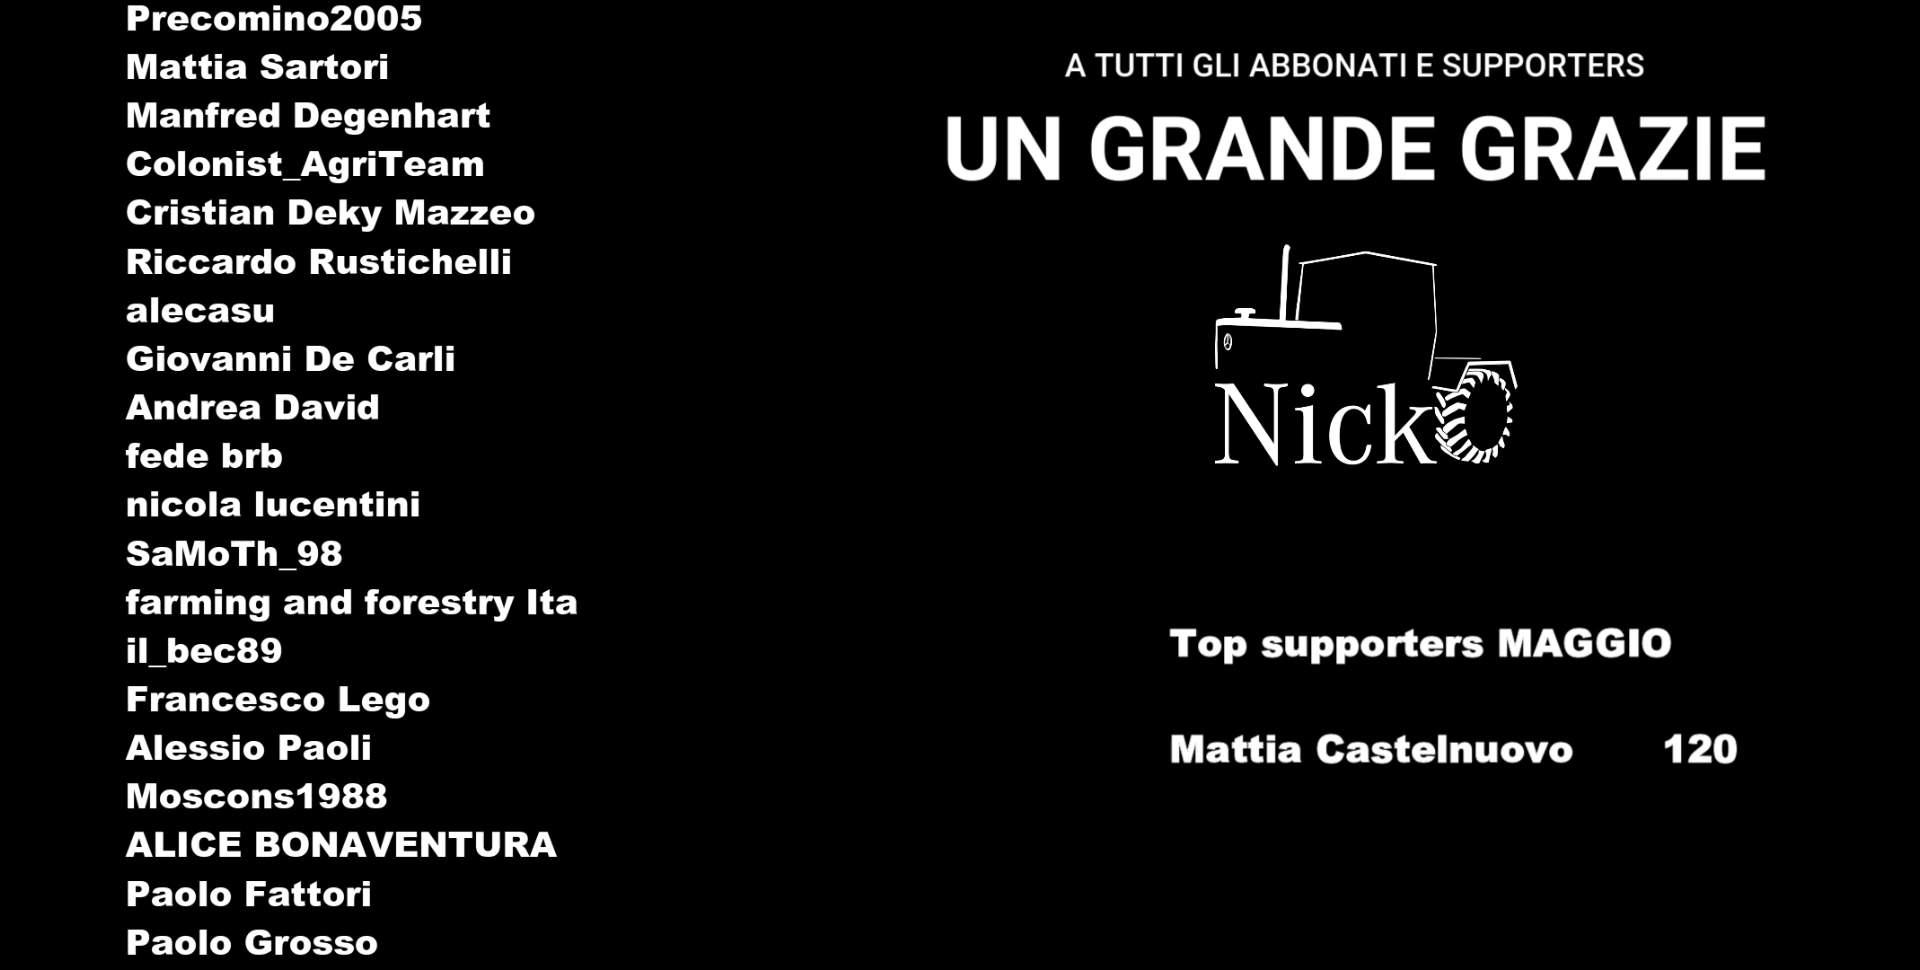 Precomino2005
Mattia Sartori
Manfred Degenhart
Colonist_AgriTeam
Cristian Deky Mazzeo
Riccardo Rustichelli
alecasu
Giovanni De Carli
Andrea David
fede brb
nicola lucentini
SaMoTh_98
farming and forestry Ita
il_bec89
Francesco Lego
Alessio Paoli
Moscons1988
ALICE BONAVENTURA
Paolo Fattori
Paolo Grosso
A TUTTI GLI ABBONATI E SUPPORTERS
UN GRANDE GRAZIE
Nicko
Top supporters MAGGIO
Mattia Castelnuovo 120